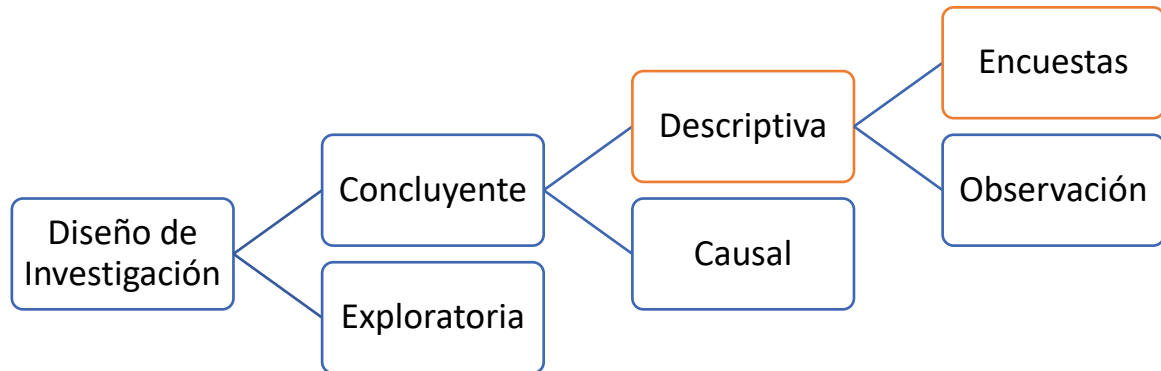 Diseño de
Investigación
Concluyente
Exploratoria
Descriptiva
Causal
Encuestas
Observación